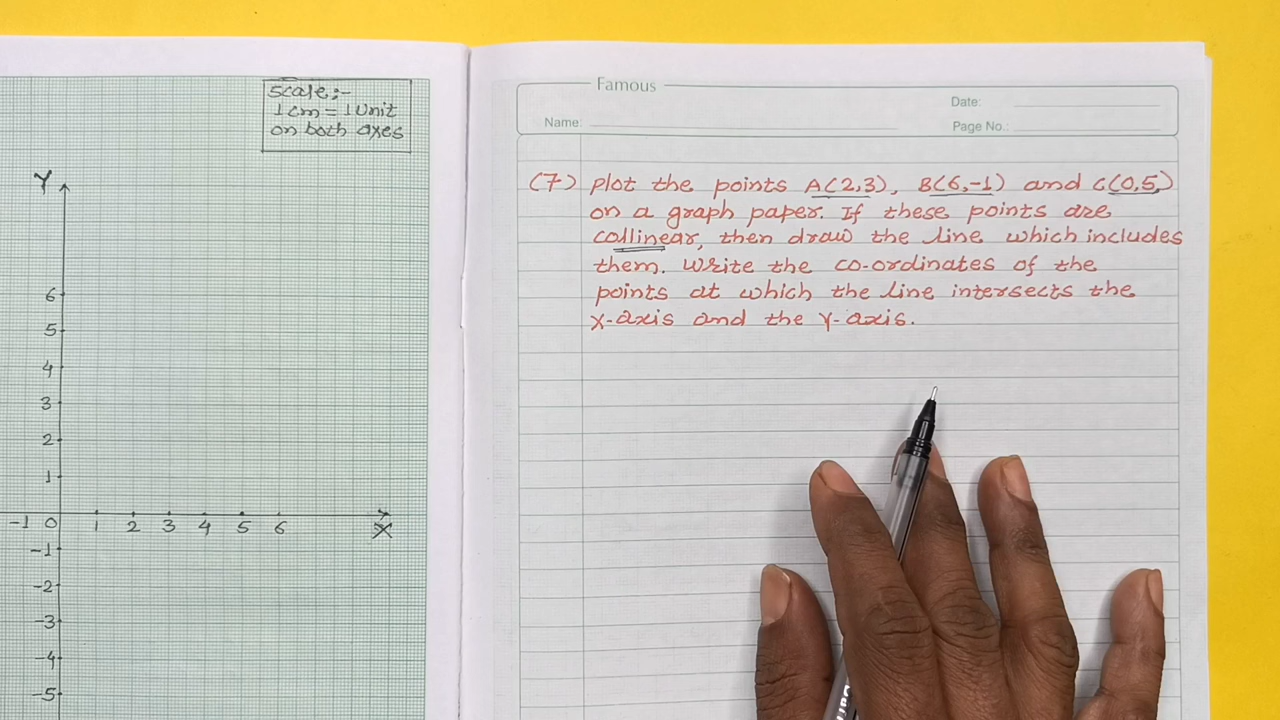 Scale:-
1cm = 1 Unit
on both axes
Y
6
5
4
3
2
1
-1 0 1 2 3 4 5 6 X
-1
-2
-3
-4
-5
Famous
Date:
Name:
Page No.:
(7) Plot the points A(2,3), B(6,-1) and C(0,5)
on a graph paper. If these points are
collinear, then draw the line which includes
them. Write the co-ordinates of the
points at which the line intersects the
X-axis and the Y-axis.